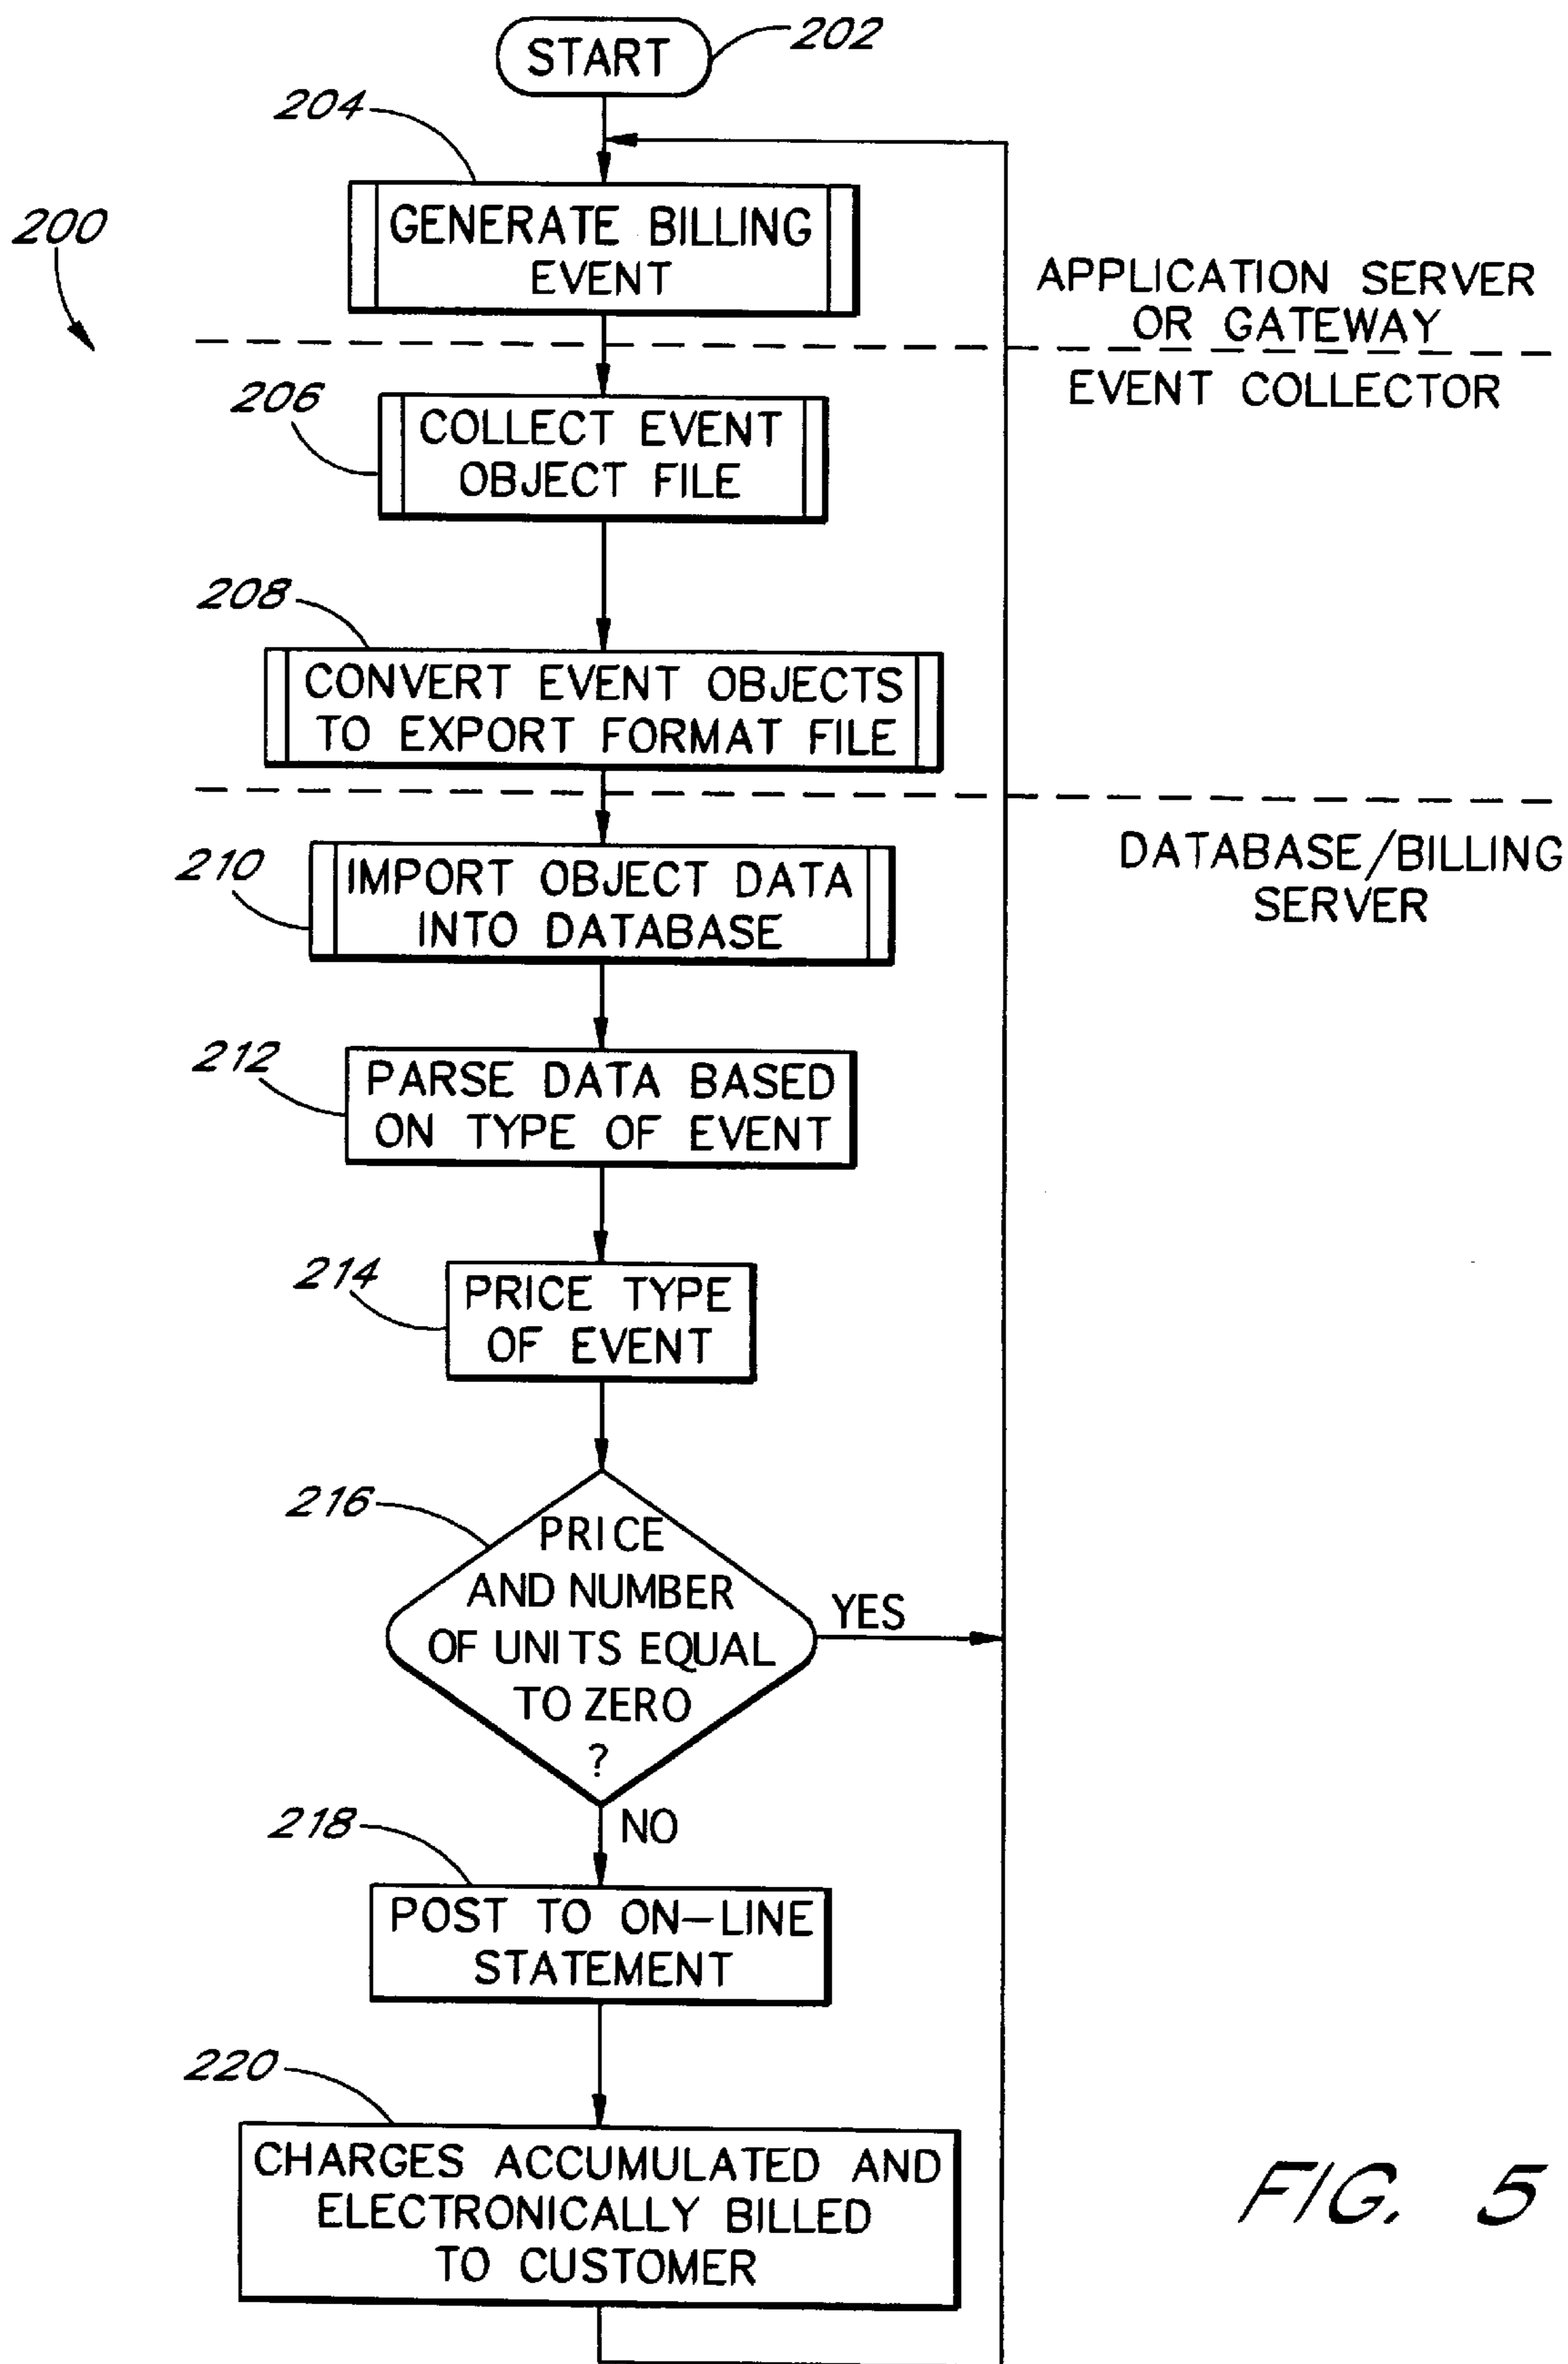 START
202
204
GENERATE BILLING
EVENT
200
APPLICATION SERVER
OR GATEWAY
EVENT COLLECTOR
206
COLLECT EVENT
OBJECT FILE
208
CONVERT EVENT OBJECTS
TO EXPORT FORMAT FILE
DATABASE/BILLING
SERVER
210
IMPORT OBJECT DATA
INTO DATABASE
212
PARSE DATA BASED
ON TYPE OF EVENT
214
PRICE TYPE
OF EVENT
216
PRICE
AND NUMBER
OF UNITS EQUAL
TO ZERO
?
YES
NO
218
POST TO ON-LINE
STATEMENT
220
CHARGES ACCUMULATED AND
ELECTRONICALLY BILLED
TO CUSTOMER
FIG. 5